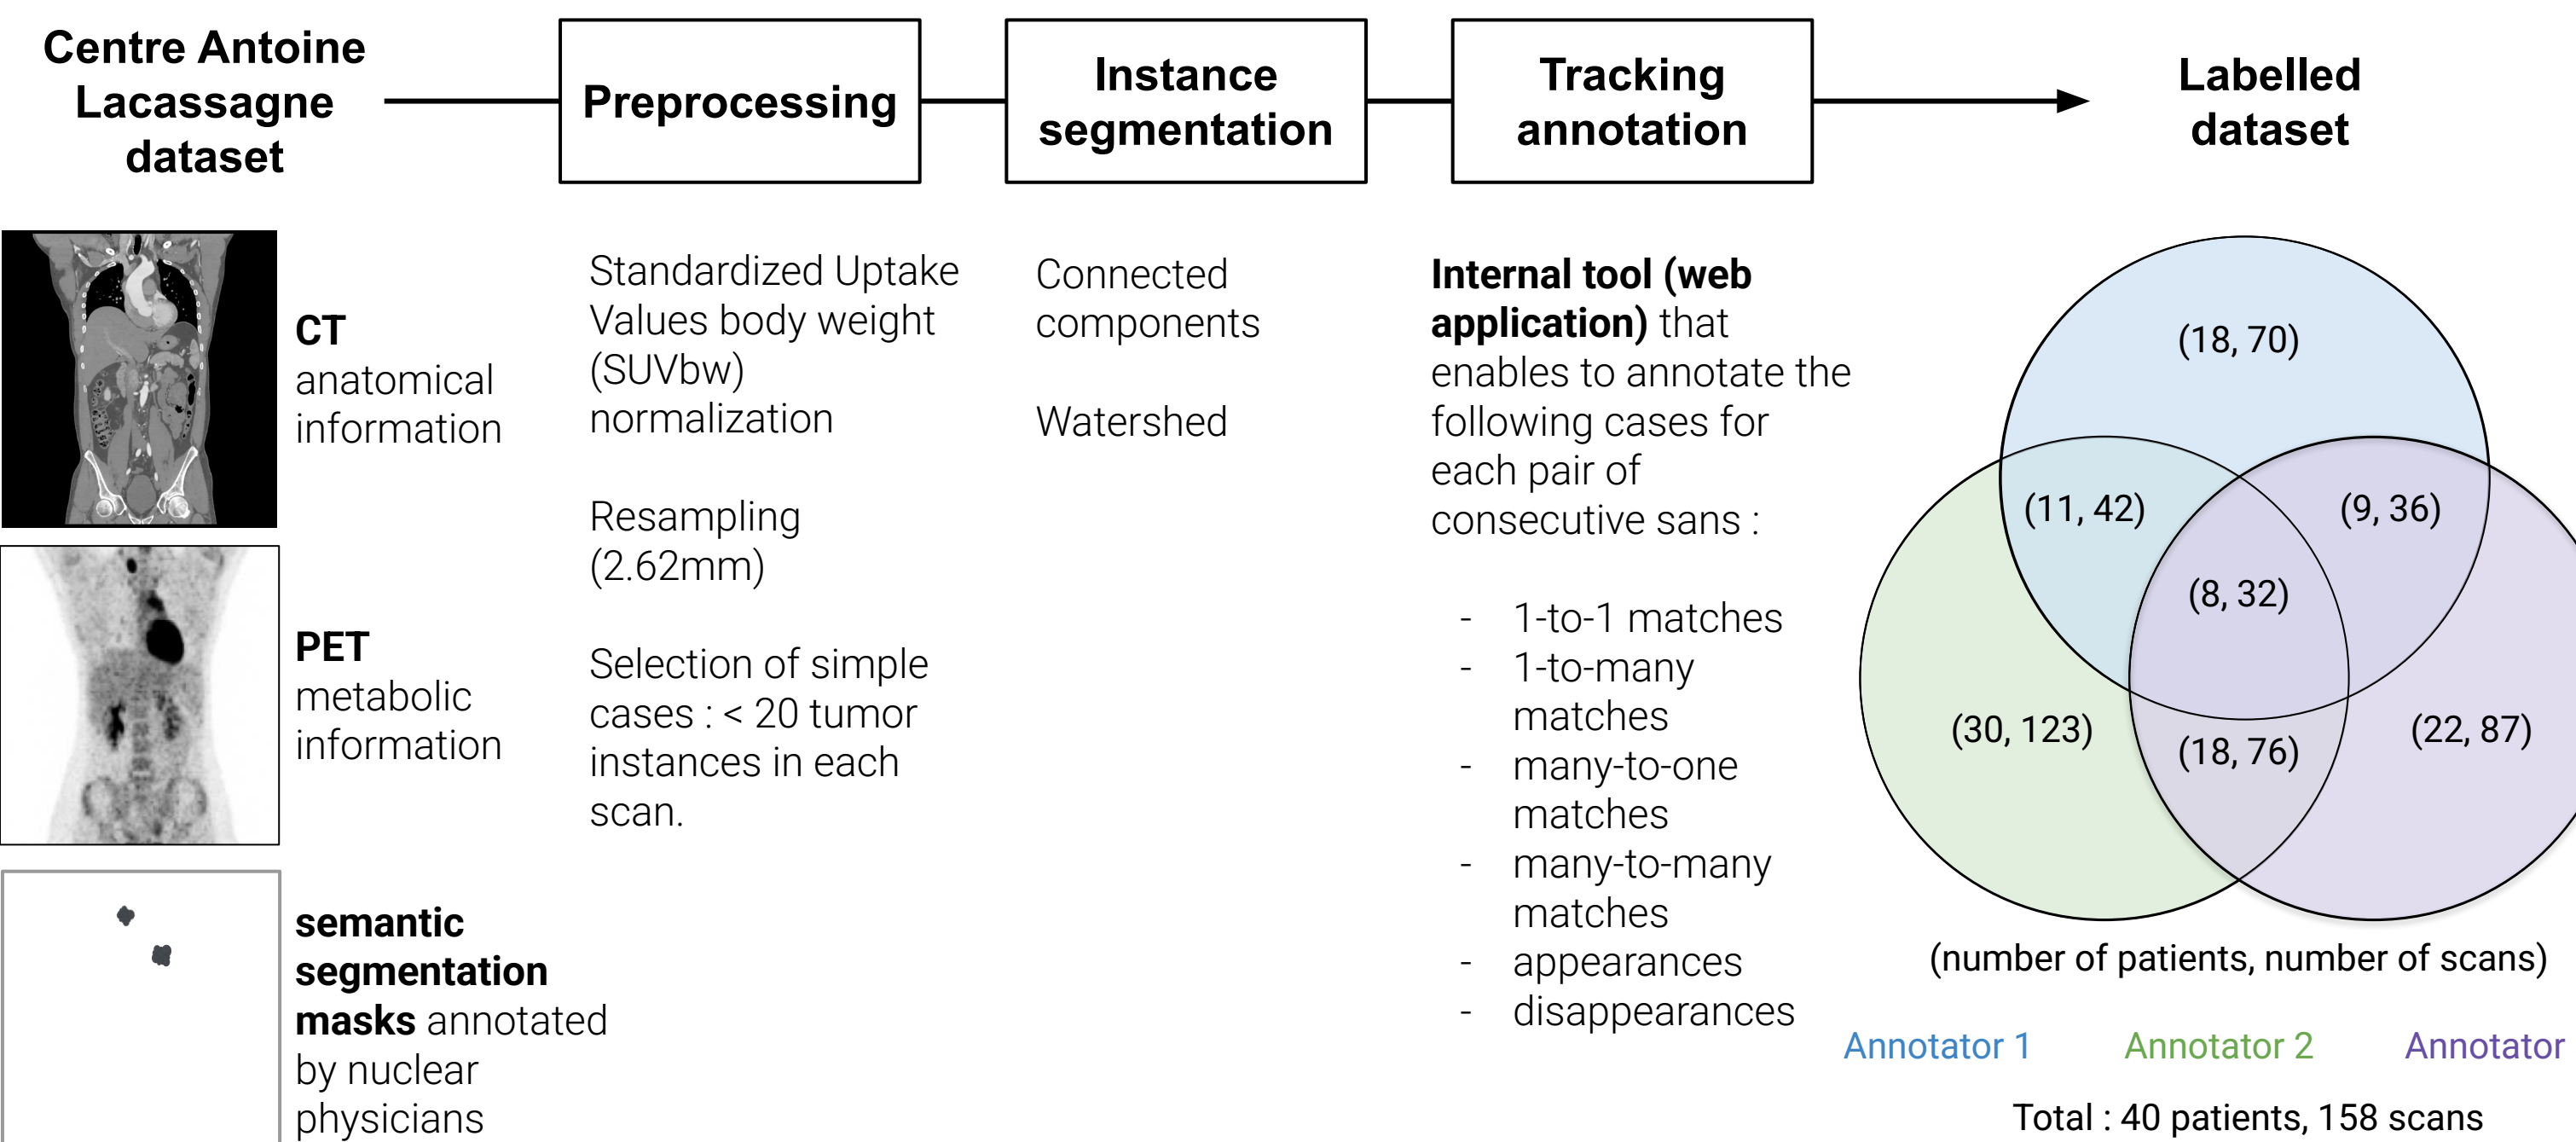 Centre Antoine
Lacassagne
dataset
Preprocessing
Instance
segmentation
Tracking
annotation
Labelled
dataset
CT
anatomical
information
PET
metabolic
information
semantic
segmentation
masks annotated
by nuclear
physicians
Standardized Uptake
Values body weight
(SUVbw)
normalization
Resampling
(2.62mm)
Selection of simple
cases : < 20 tumor
instances in each
scan.
Connected
components
Watershed
Internal tool (web
application) that
enables to annotate the
following cases for
each pair of
consecutive sans :
- 1-to-1 matches
- 1-to-many
matches
- many-to-one
matches
- many-to-many
matches
- appearances
- disappearances
(18, 70)
(11, 42)
(9, 36)
(8, 32)
(30, 123)
(18, 76)
(22, 87)
(number of patients, number of scans)
Annotator 1
Annotator 2
Annotator
Total : 40 patients, 158 scans